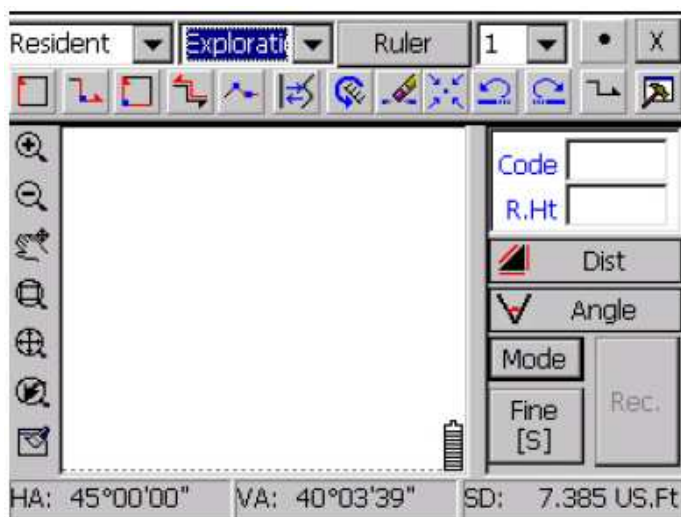 Resident Explorati Ruler 1 • X
Code
R.Ht
Dist
Angle
Mode
Fine
[S]
Rec.
HA: 45°00'00" VA: 40°03'39" SD: 7.385 US.Ft